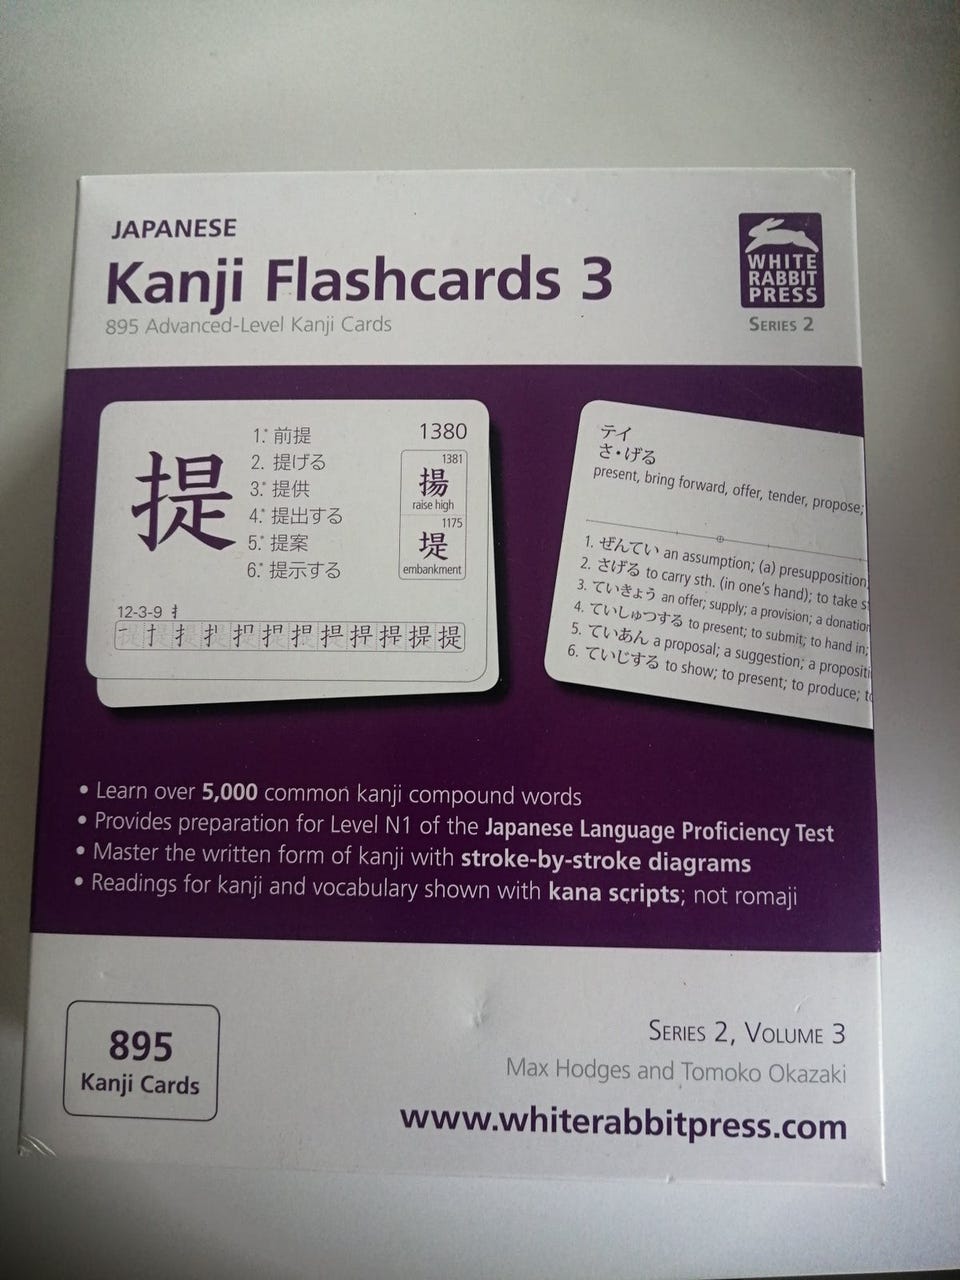 JAPANESE
Kanji Flashcards 3
895 Advanced-Level Kanji Cards
WHITE
RABBIT
PRESS
SERIES 2
提
1.* 前提
2. 提げる
3.* 提供
4.* 提出する
5.* 提案
6.* 提示する
1380
1381
揚
raise high
1175
堤
embankment
12-3-9 扌
提
テイ
さ・げる
present, bring forward, offer, tender, propose;
1. ぜんてい an assumption; (a) presupposition
2. さげる to carry sth. (in one's hand); to take
3. ていきょう an offer; supply; a provision; a donation
4. ていしゅつする to present; to submit; to hand in;
5. ていあん a proposal; a suggestion; a propositi
6. ていじする to show; to present; to produce;
• Learn over 5,000 common kanji compound words
• Provides preparation for Level N1 of the Japanese Language Proficiency Test
• Master the written form of kanji with stroke-by-stroke diagrams
• Readings for kanji and vocabulary shown with kana scripts; not romaji
895
Kanji Cards
SERIES 2, VOLUME 3
Max Hodges and Tomoko Okazaki
www.whiterabbitpress.com